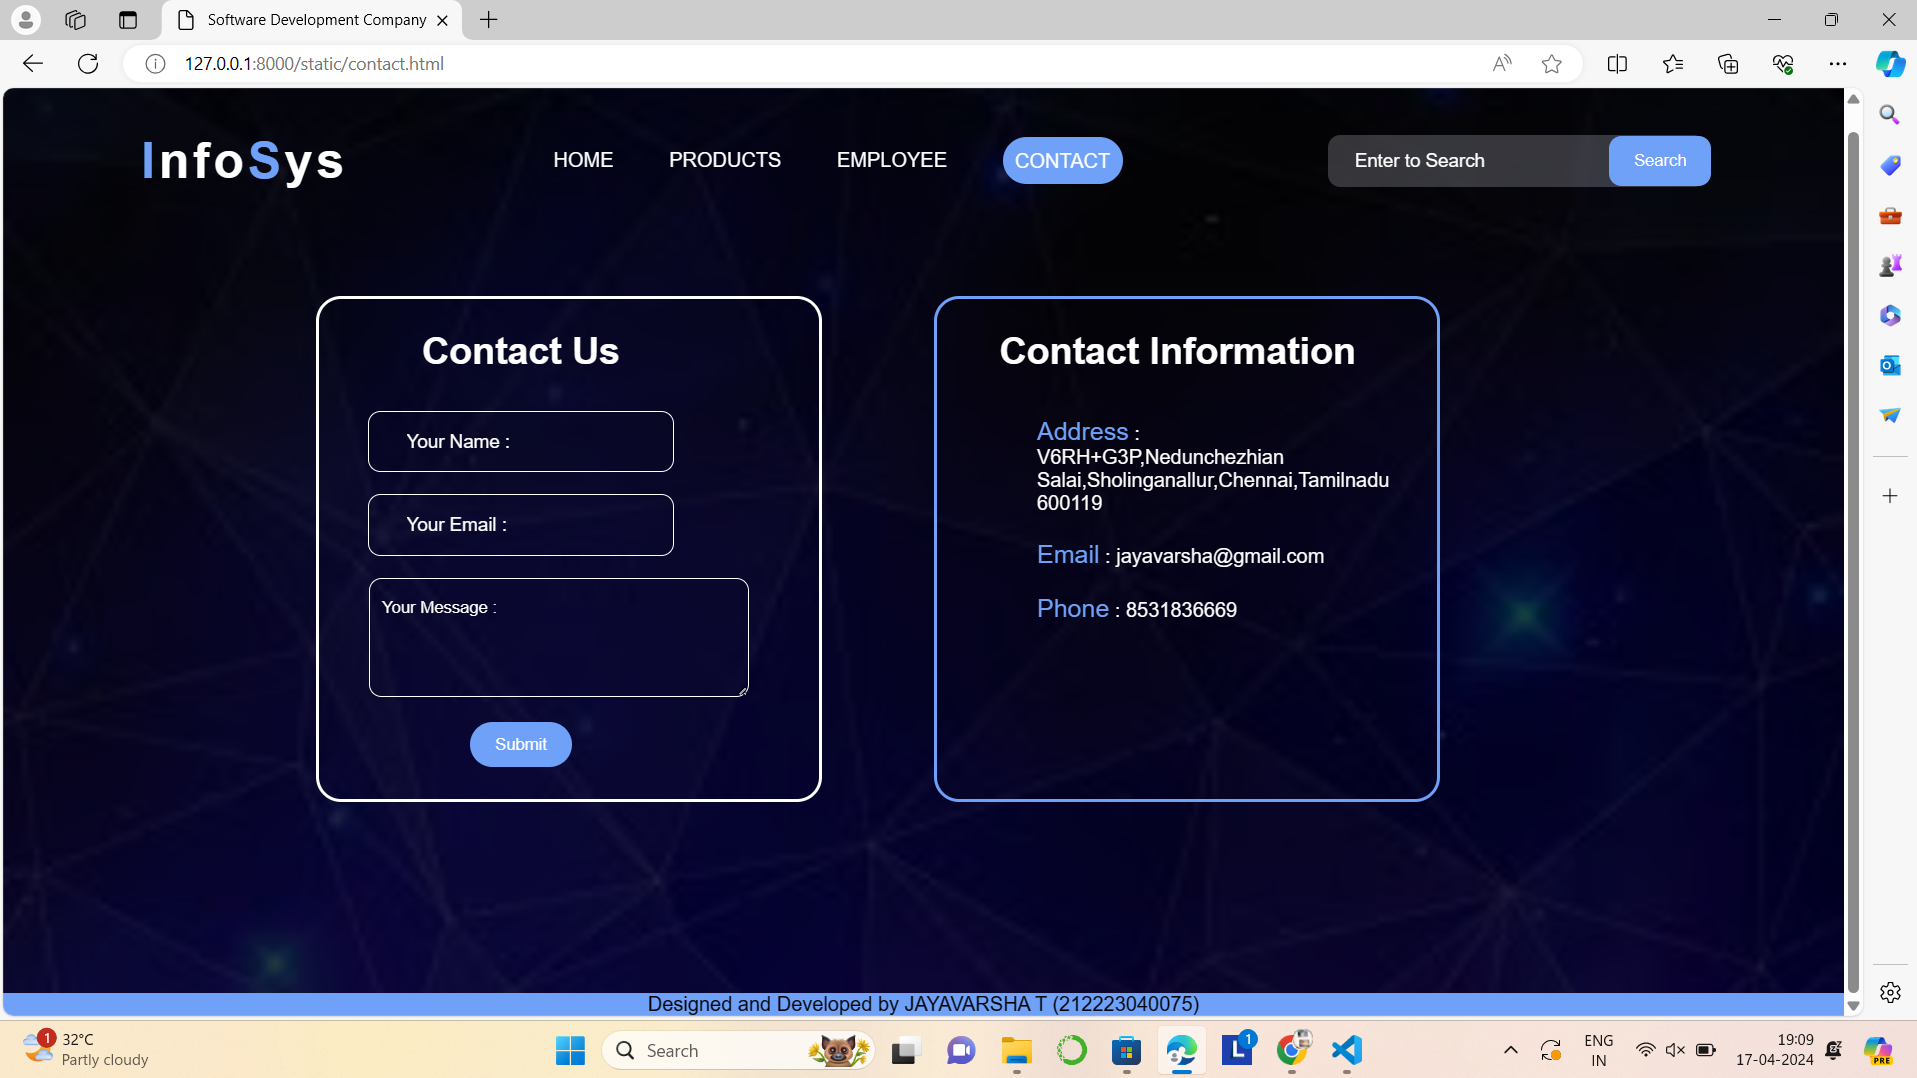 Software Development Company
127.0.0.1:8000/static/contact.html
InfoSys
HOME
PRODUCTS
EMPLOYEE
CONTACT
Enter to Search
Search
Contact Us
Your Name :
Your Email :
Your Message :
Submit
Contact Information
Address :
V6RH+G3P,Nedunchezhian
Salai,Sholinganallur,Chennai,Tamilnadu
600119
Email : jayavarsha@gmail.com
Phone : 8531836669
Designed and Developed by JAYAVARSHA T (212223040075)
1
32°C
Partly cloudy
Search
1
ENG
IN
19:09
17-04-2024
PRE